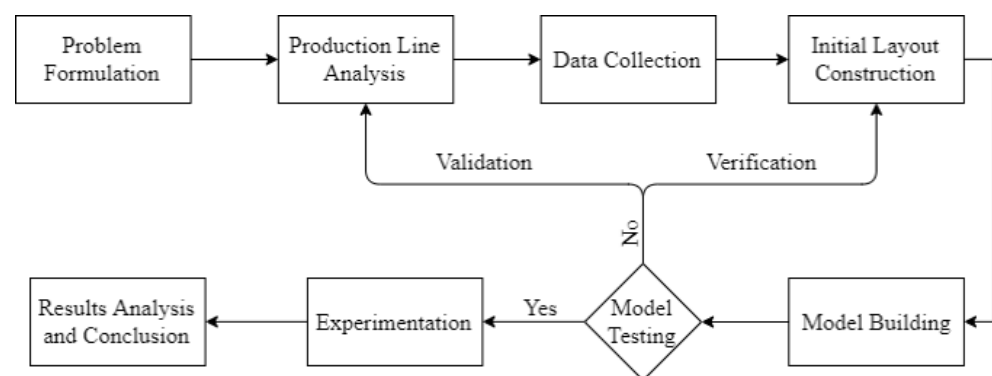 Problem
Formulation
Production Line
Analysis
Data Collection
Initial Layout
Construction
Validation
Verification
No
Results Analysis
and Conclusion
Experimentation
Yes
Model
Testing
Model Building